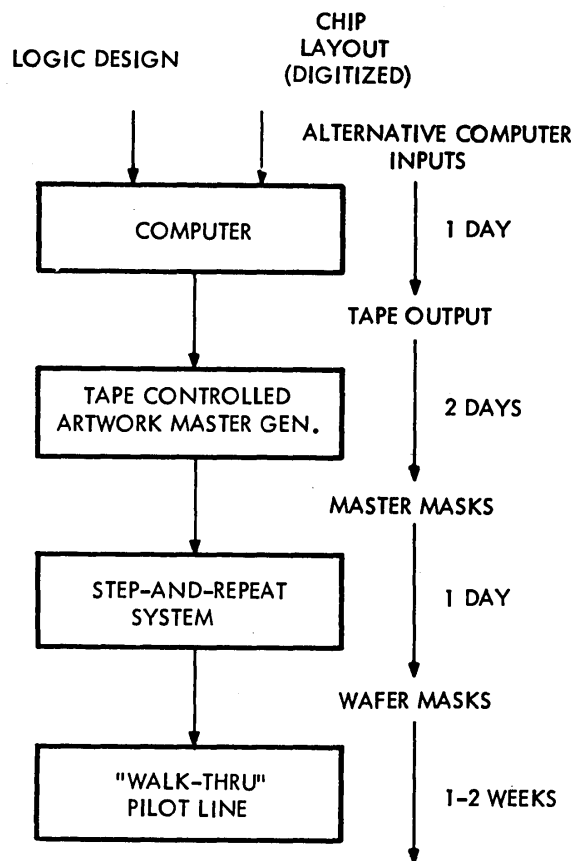 LOGIC DESIGN
CHIP
LAYOUT
(DIGITIZED)
ALTERNATIVE COMPUTER
INPUTS
COMPUTER
1 DAY
TAPE OUTPUT
TAPE CONTROLLED
ARTWORK MASTER GEN.
2 DAYS
MASTER MASKS
STEP-AND-REPEAT
SYSTEM
1 DAY
WAFER MASKS
"WALK-THRU"
PILOT LINE
1-2 WEEKS